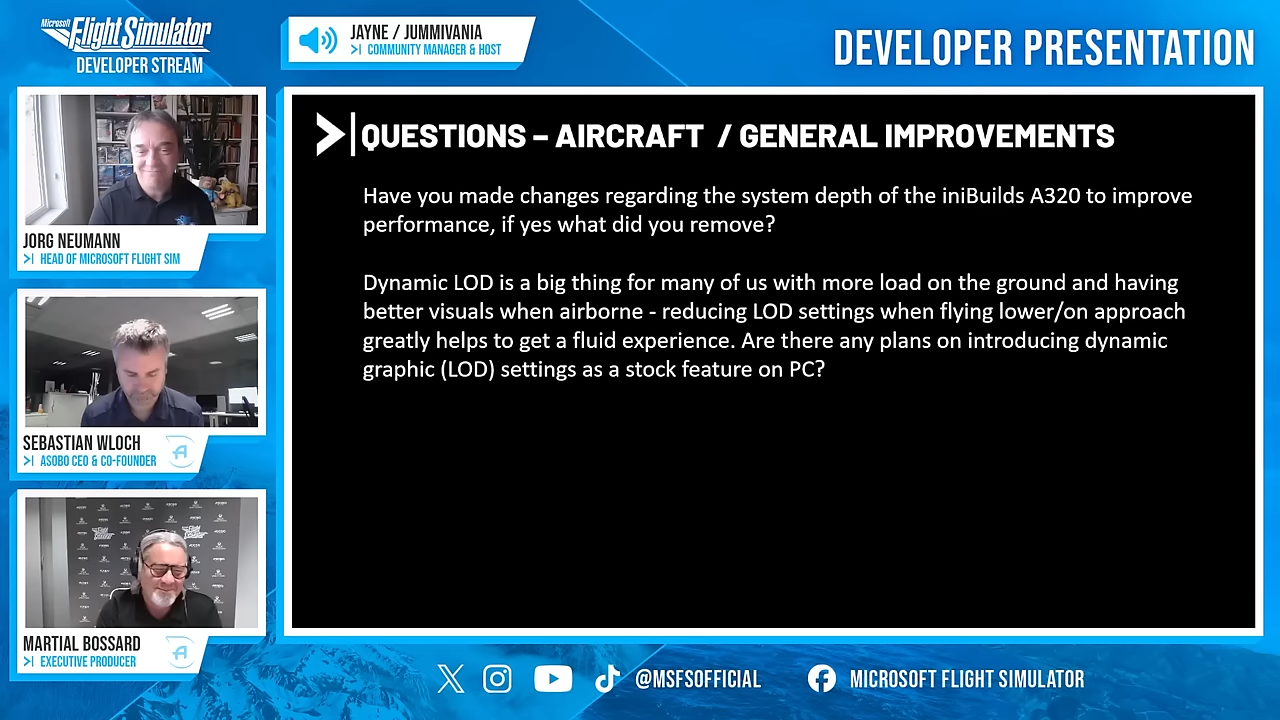 Microsoft
Flight Simulator
DEVELOPER STREAM
JAYNE / JUMMIVANIA
COMMUNITY MANAGER & HOST
DEVELOPER PRESENTATION
JORG NEUMANN
HEAD OF MICROSOFT FLIGHT SIM
SEBASTIAN WLOCH
ASOBO CEO & CO-FOUNDER
MARTIAL BOSSARD
EXECUTIVE PRODUCER
QUESTIONS – AIRCRAFT / GENERAL IMPROVEMENTS
Have you made changes regarding the system depth of the iniBuilds A320 to improve
performance, if yes what did you remove?
Dynamic LOD is a big thing for many of us with more load on the ground and having
better visuals when airborne - reducing LOD settings when flying lower/on approach
greatly helps to get a fluid experience. Are there any plans on introducing dynamic
graphic (LOD) settings as a stock feature on PC?
@MSFSOFFICIAL
MICROSOFT FLIGHT SIMULATOR